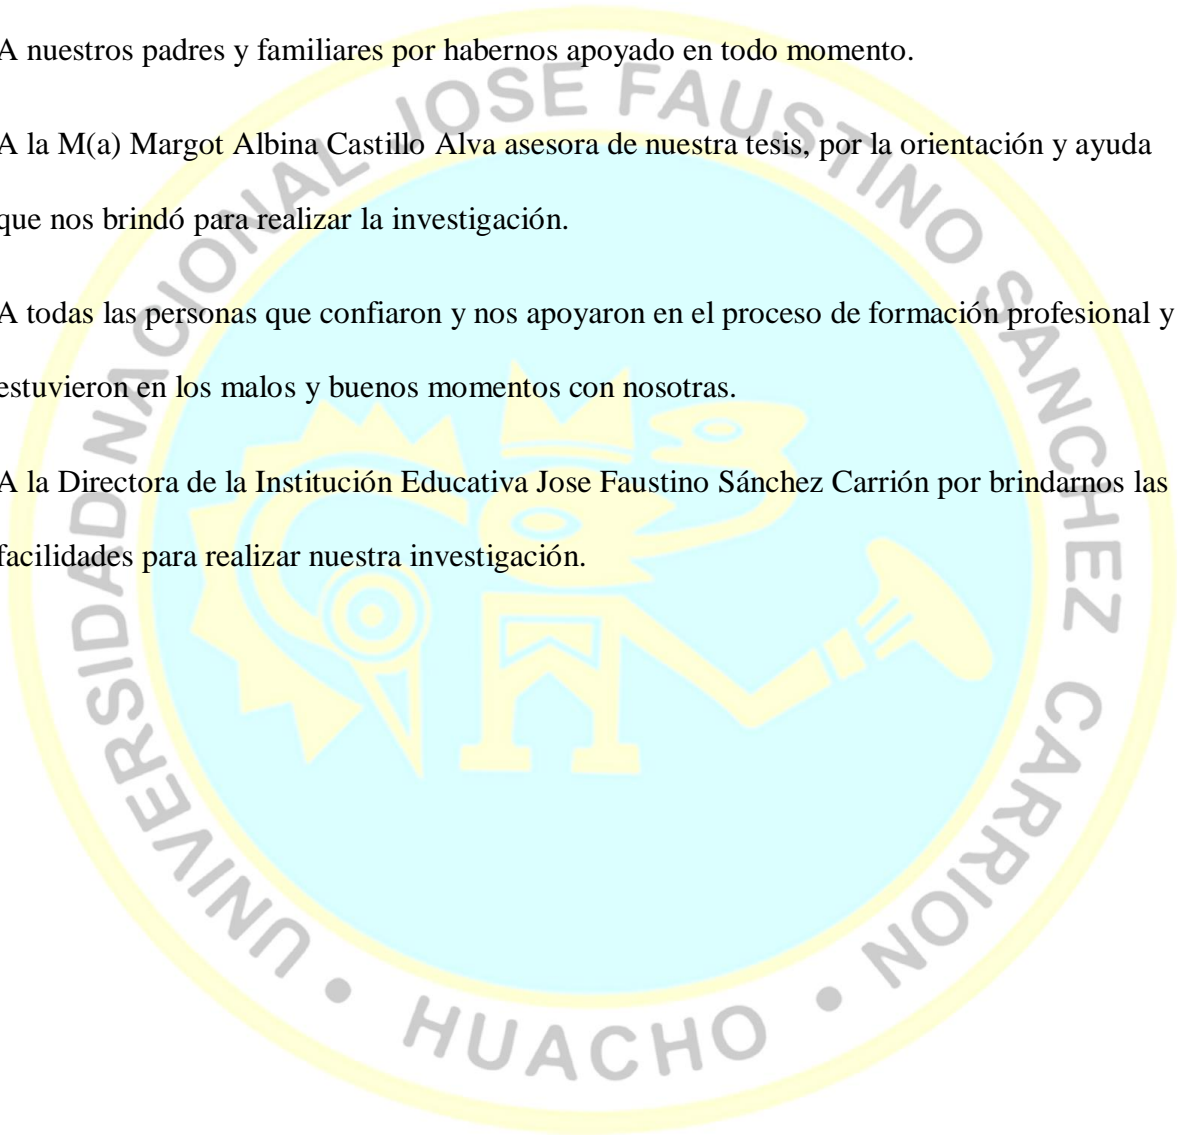 A nuestros padres y familiares por habernos apoyado en todo momento.
A la M(a) Margot Albina Castillo Alva asesora de nuestra tesis, por la orientación y ayuda
que nos brindó para realizar la investigación.
A todas las personas que confiaron y nos apoyaron en el proceso de formación profesional y
estuvieron en los malos y buenos momentos con nosotras.
A la Directora de la Institución Educativa Jose Faustino Sánchez Carrión por brindarnos las
facilidades para realizar nuestra investigación.
UNIVERSIDAD NACIONAL JOSE FAUSTINO SANCHEZ CARRION
• HUACHO •